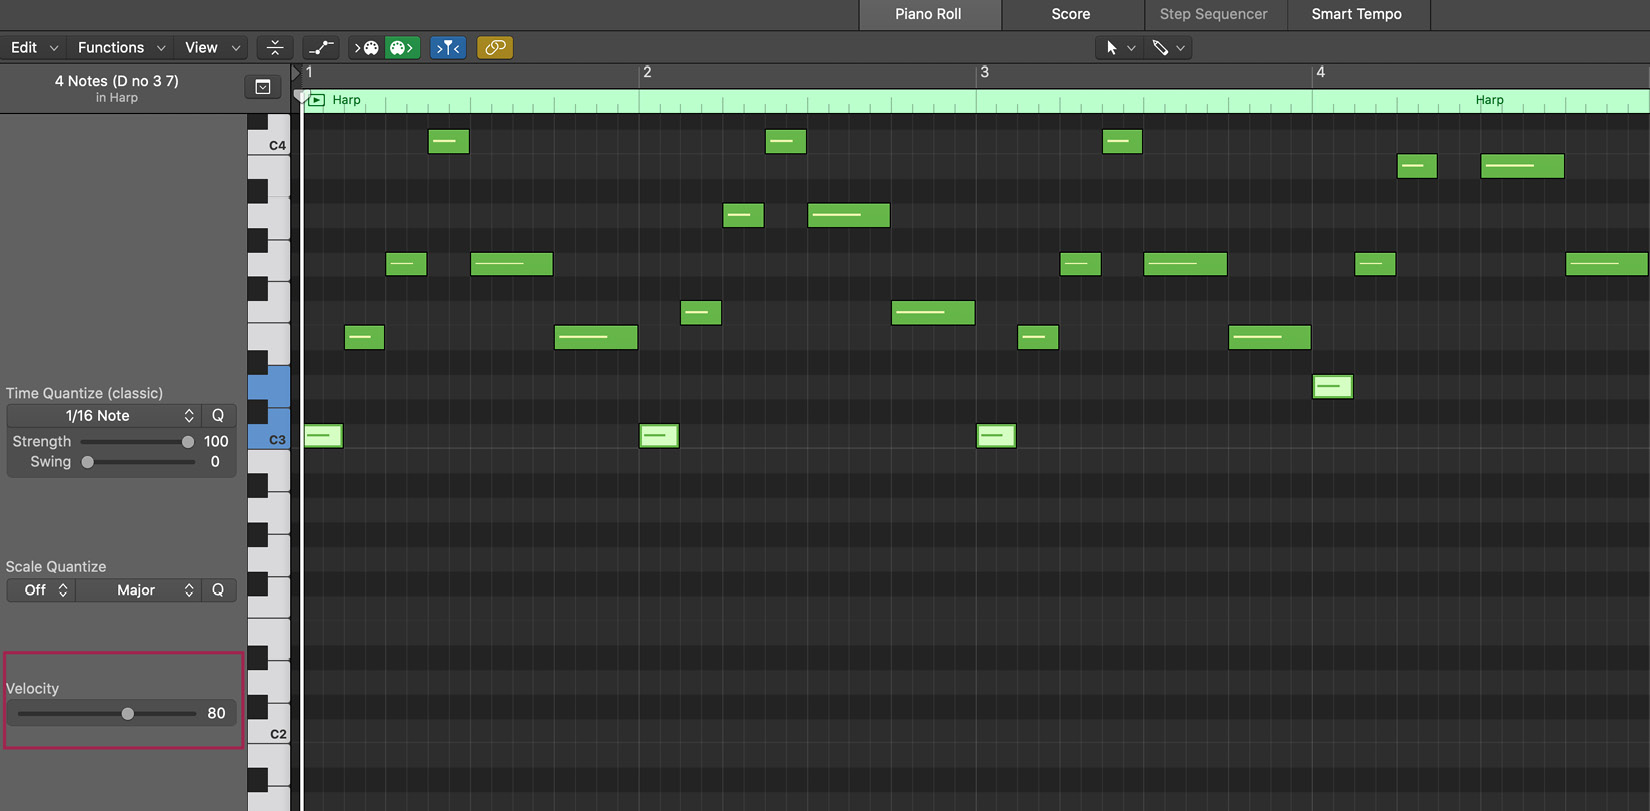 Piano Roll
Score
Step Sequencer
Smart Tempo
Edit
Functions
View
4 Notes (D no 3 7)
in Harp
1
2
3
4
Harp
Harp
C4
Time Quantize (classic)
1/16 Note
Q
C3
Strength
100
Swing
0
Scale Quantize
Off
Major
Q
Velocity
80
C2